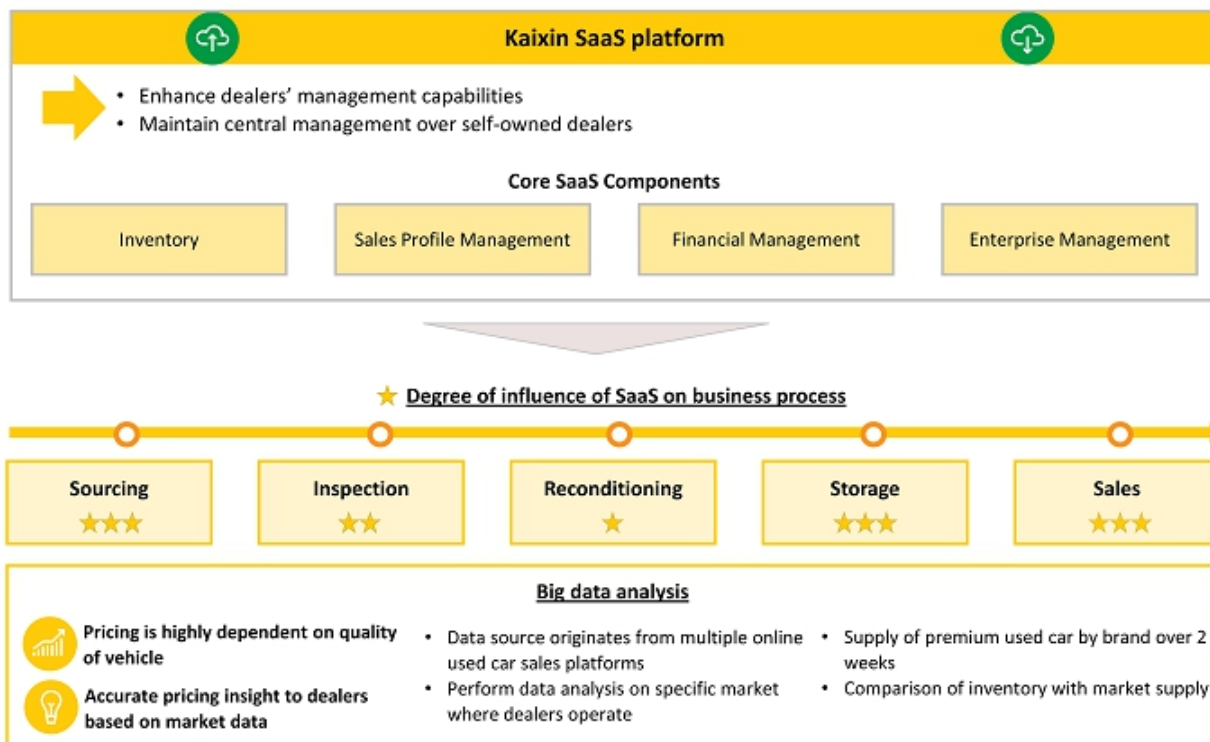 Kaixin SaaS platform
• Enhance dealers' management capabilities
• Maintain central management over self-owned dealers
Core SaaS Components
Inventory
Sales Profile Management
Financial Management
Enterprise Management
Degree of influence of SaaS on business process
Sourcing
Inspection
Reconditioning
Storage
Sales
Big data analysis
Pricing is highly dependent on quality
of vehicle
Accurate pricing insight to dealers
based on market data
• Data source originates from multiple online
used car sales platforms
• Perform data analysis on specific market
where dealers operate
• Supply of premium used car by brand over 2
weeks
• Comparison of inventory with market supply